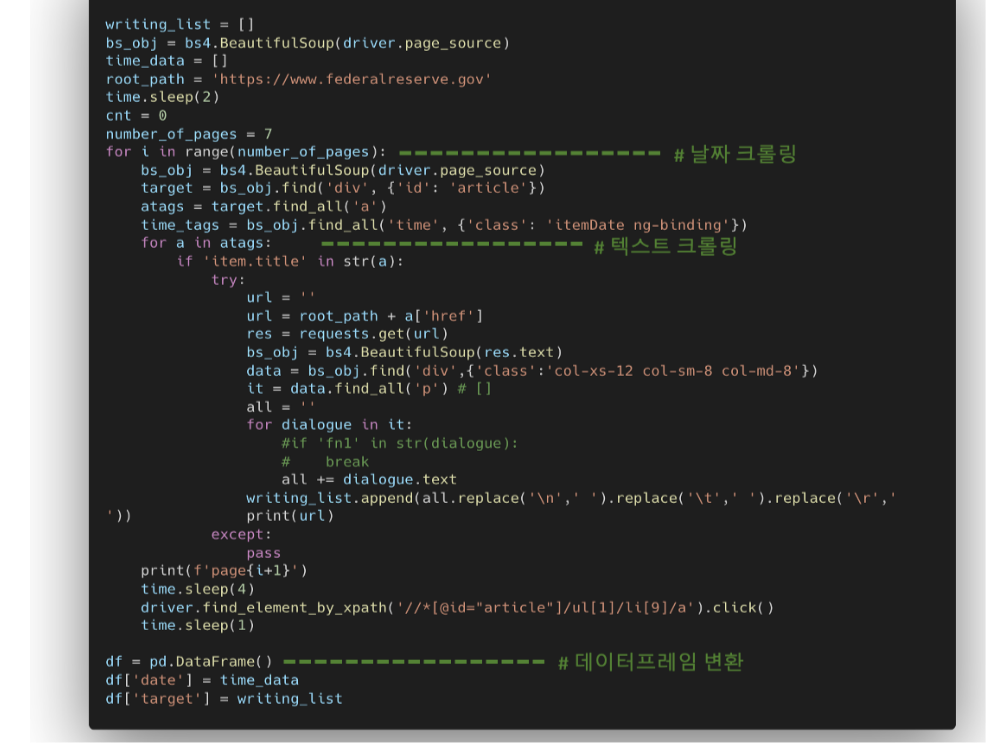 writing_list = []
bs_obj = bs4.BeautifulSoup(driver.page_source)
time_data = []
root_path = 'https://www.federalreserve.gov'
time.sleep(2)
cnt = 0
number_of_pages = 7
for i in range(number_of_pages): # 날짜 크롤링
    bs_obj = bs4.BeautifulSoup(driver.page_source)
    target = bs_obj.find('div', {'id': 'article'})
    atags = target.find_all('a')
    time_tags = bs_obj.find_all('time', {'class': 'itemDate ng-binding'})
    for a in atags: # 텍스트 크롤링
        if 'item.title' in str(a):
            try:
                url = ''
                url = root_path + a['href']
                res = requests.get(url)
                bs_obj = bs4.BeautifulSoup(res.text)
                data = bs_obj.find('div',{'class':'col-xs-12 col-sm-8 col-md-8'})
                it = data.find_all('p') # []
                all = ''
                for dialogue in it:
                    #if 'fn1' in str(dialogue):
                    #    break
                    all += dialogue.text
                writing_list.append(all.replace('\n',' ').replace('\t',' ').replace('\r','
'))             print(url)
            except:
                pass
    print(f'page{i+1}')
    time.sleep(4)
    driver.find_element_by_xpath('//*[@id="article"]/ul[1]/li[9]/a').click()
    time.sleep(1)
df = pd.DataFrame() # 데이터프레임 변환
df['date'] = time_data
df['target'] = writing_list